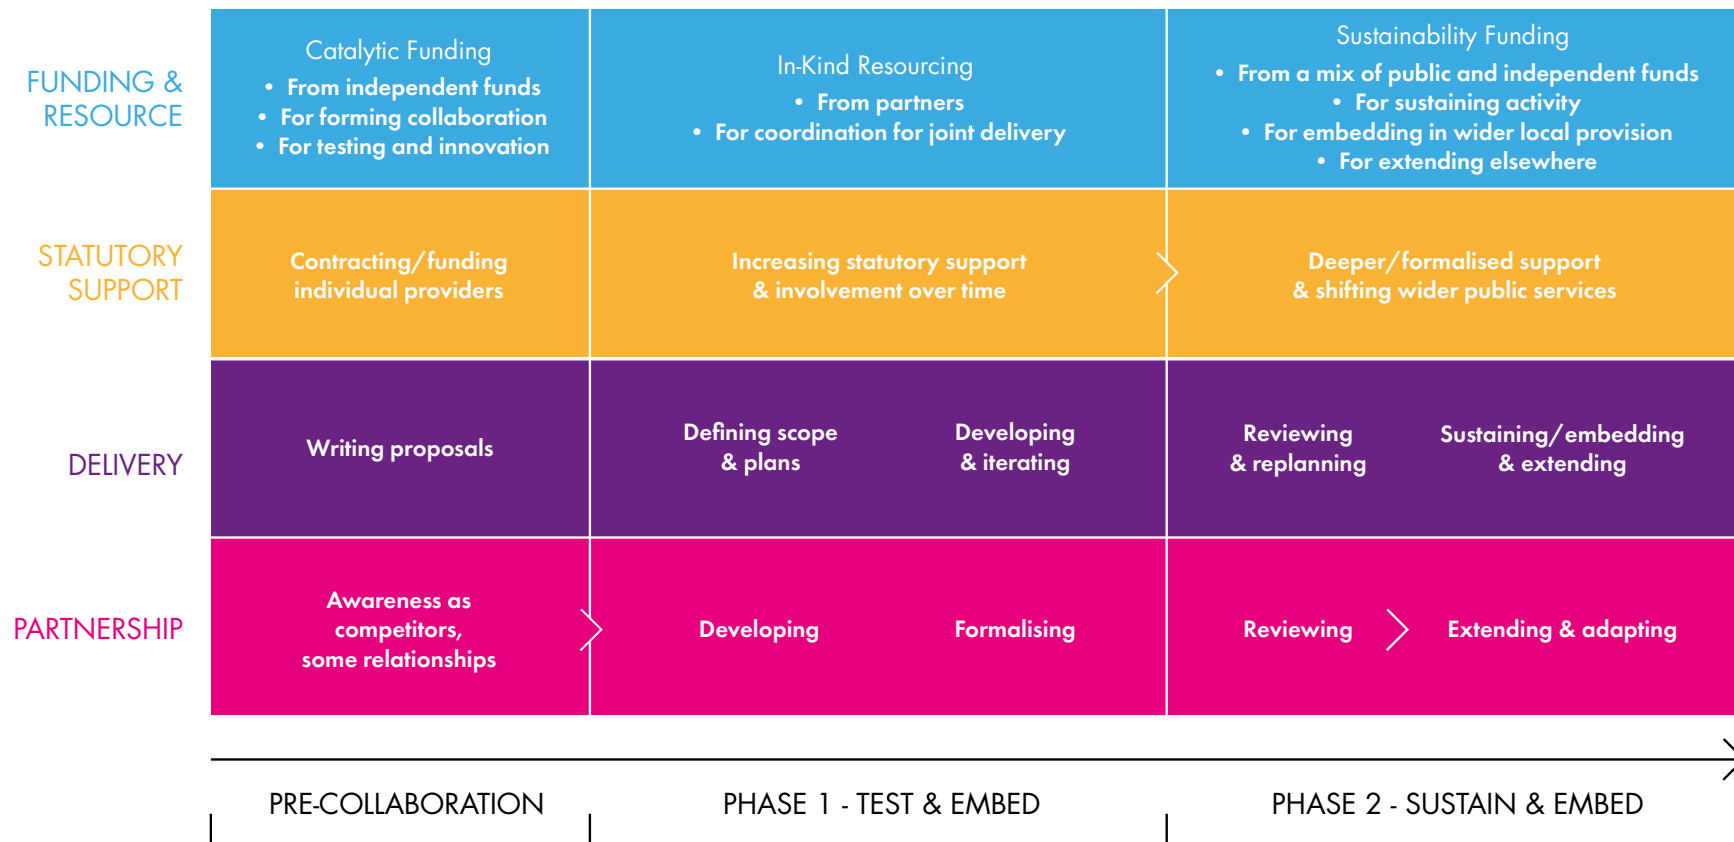 FUNDING &
RESOURCE
Catalytic Funding
• From independent funds
• For forming collaboration
• For testing and innovation
In-Kind Resourcing
• From partners
• For coordination for joint delivery
Sustainability Funding
• From a mix of public and independent funds
• For sustaining activity
• For embedding in wider local provision
• For extending elsewhere
STATUTORY
SUPPORT
Contracting/funding
individual providers
Increasing statutory support
& involvement over time
Deeper/formalised support
& shifting wider public services
DELIVERY
Writing proposals
Defining scope
& plans
Developing
& iterating
Reviewing
& replanning
Sustaining/embedding
& extending
PARTNERSHIP
Awareness as
competitors,
some relationships
Developing
Formalising
Reviewing
Extending & adapting
PRE-COLLABORATION
PHASE 1 - TEST & EMBED
PHASE 2 - SUSTAIN & EMBED